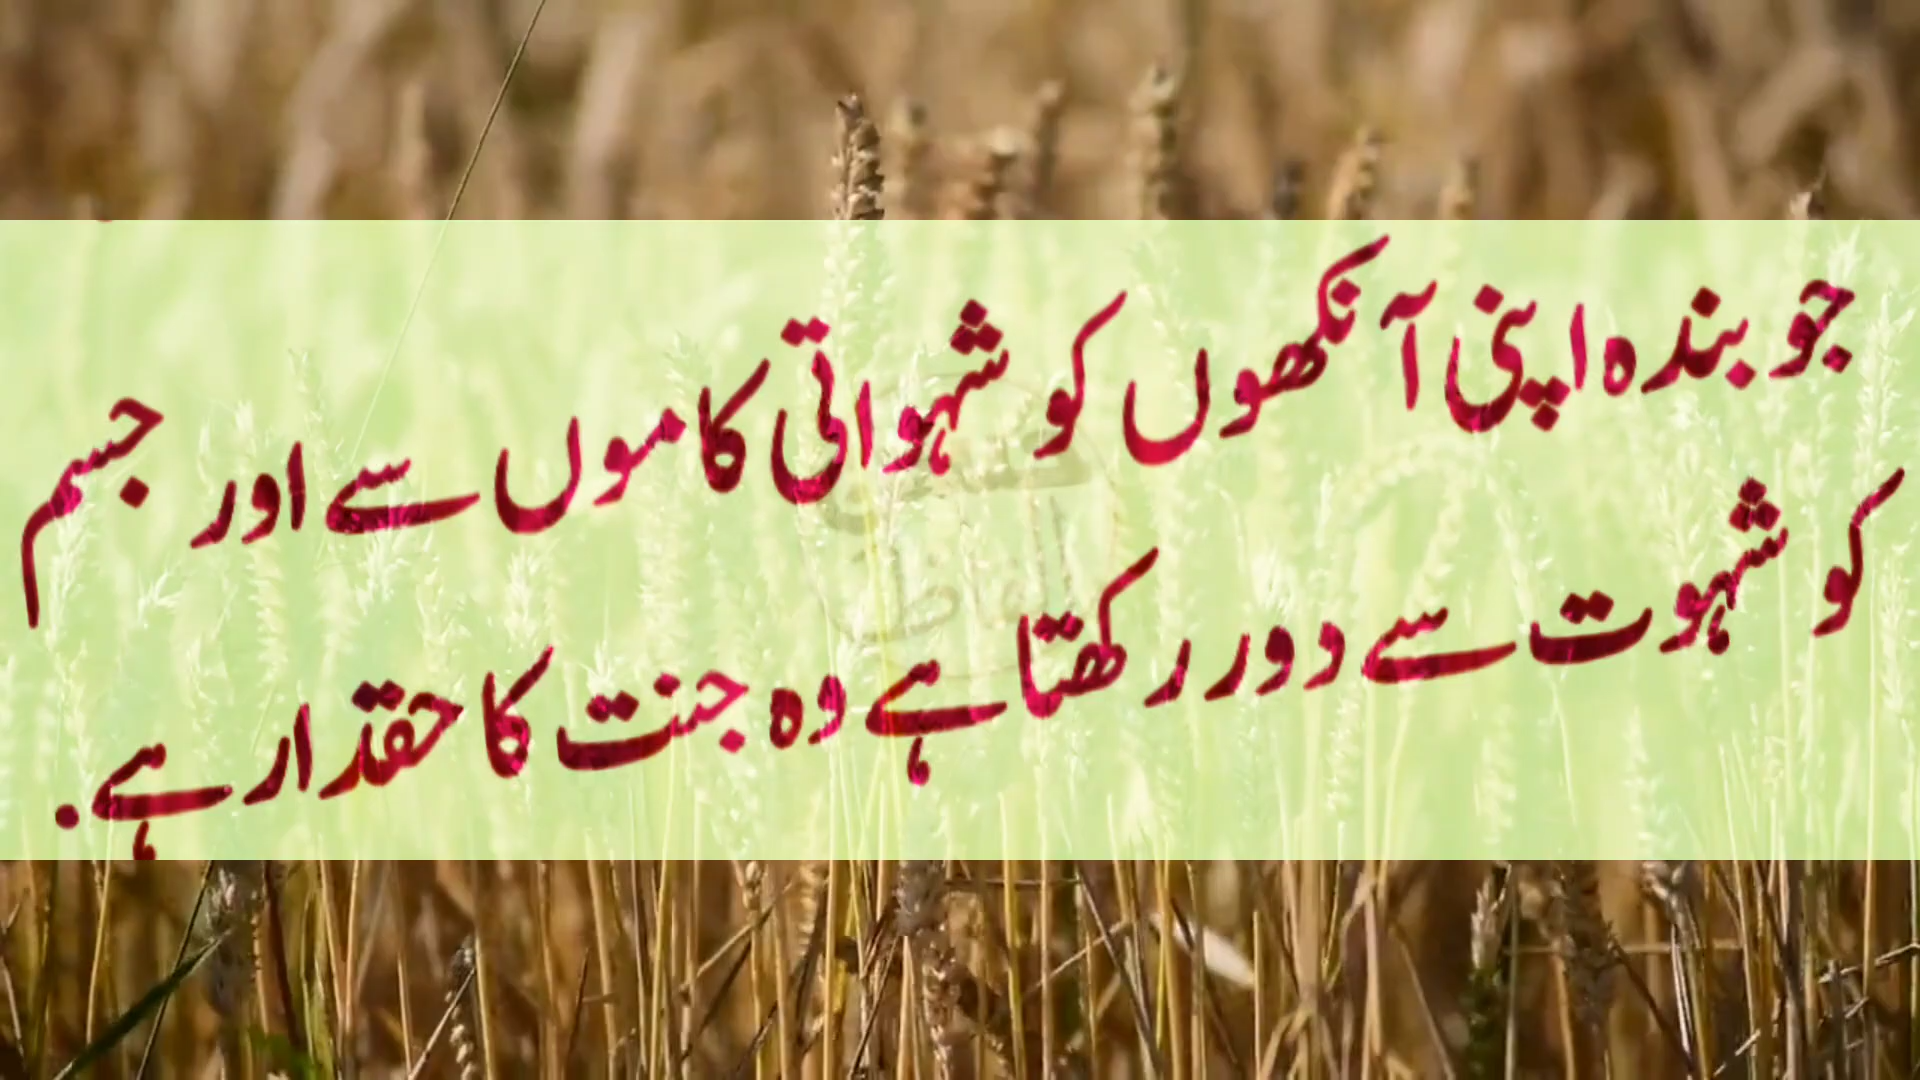 جو بندہ اپنی آنکھوں کو شہواتی کاموں سے اور جسم
کو شہوت سے دور رکھتا ہے وہ جنت کا حقدار ہے.